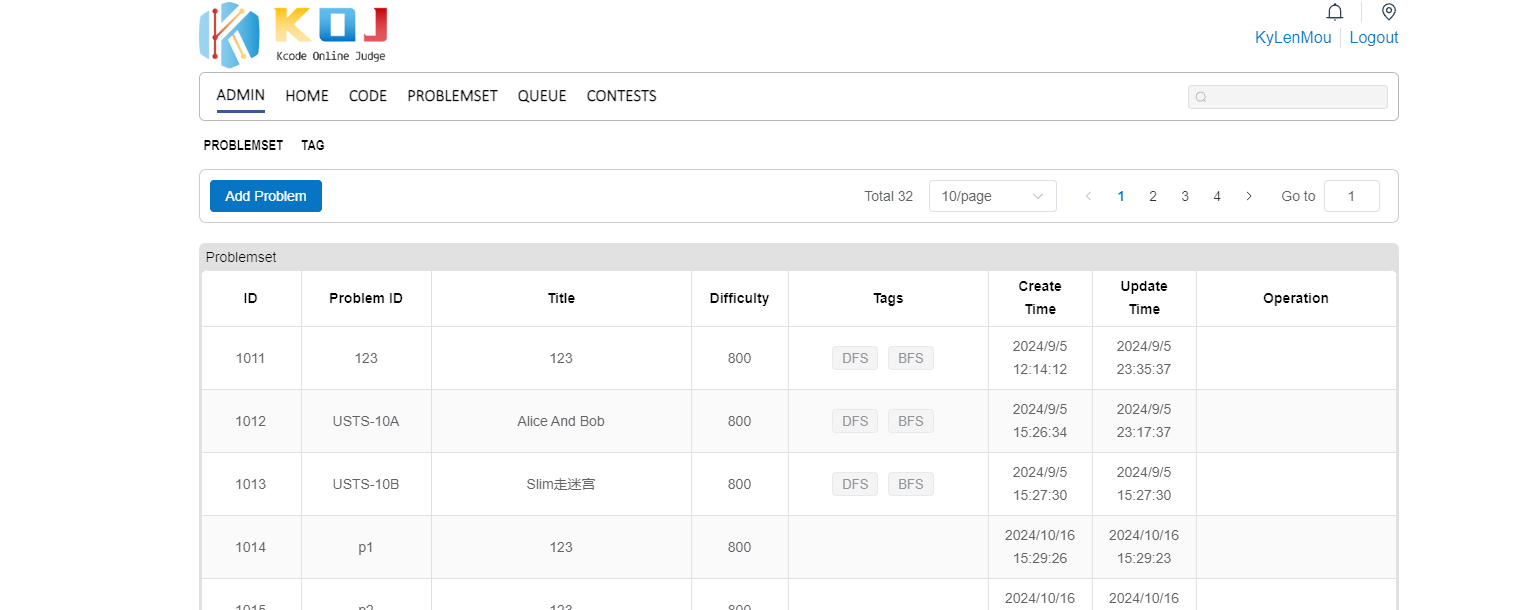 KOJ
Kcode Online Judge
KyLenMou Logout
ADMIN HOME CODE PROBLEMSET QUEUE CONTESTS
PROBLEMSET TAG
Add Problem Total 32 10/page 1 2 3 4 Go to 1
Problemset
ID Problem ID Title Difficulty Tags Create Time Update Time Operation
1011 123 123 800 DFS BFS 2024/9/5 12:14:12 2024/9/5 23:35:37
1012 USTS-10A Alice And Bob 800 DFS BFS 2024/9/5 15:26:34 2024/9/5 23:17:37
1013 USTS-10B Slim走迷宫 800 DFS BFS 2024/9/5 15:27:30 2024/9/5 15:27:30
1014 p1 123 800 2024/10/16 15:29:26 2024/10/16 15:29:23
1015 p2 123 800 2024/10/16 2024/10/16